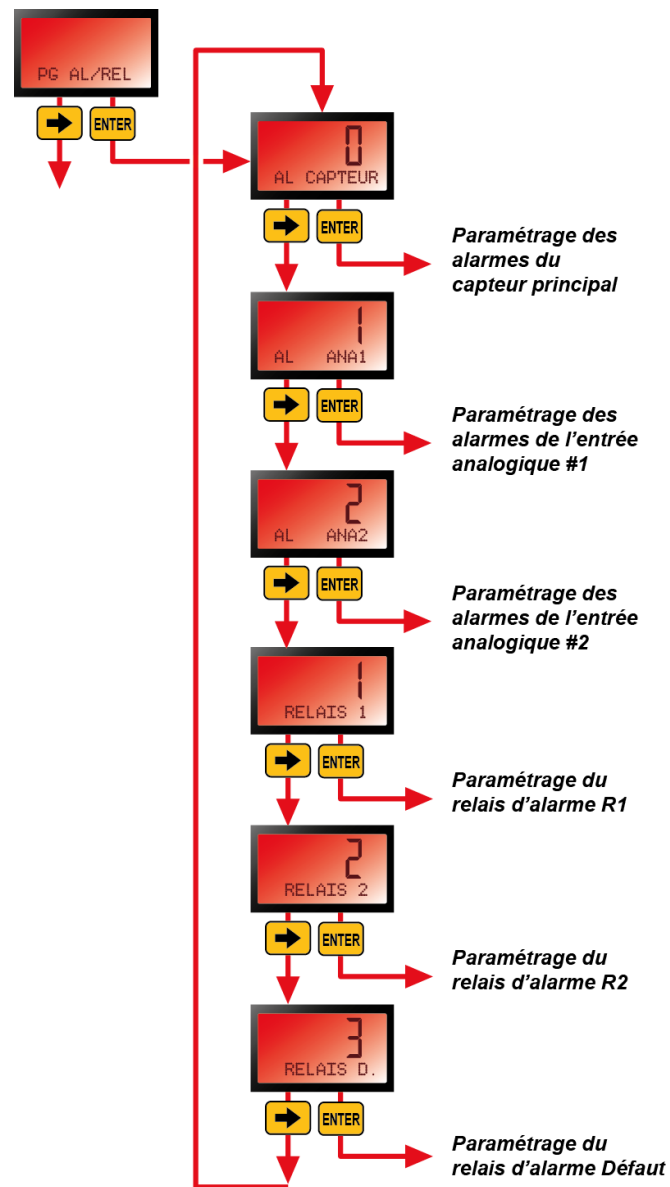 PG AL/REL
ENTER
0
AL CAPTEUR
ENTER
Paramétrage des
alarmes du
capteur principal
1
AL ANA1
ENTER
Paramétrage des
alarmes de l'entrée
analogique #1
2
AL ANA2
ENTER
Paramétrage des
alarmes de l'entrée
analogique #2
1
RELAIS 1
ENTER
Paramétrage du
relais d'alarme R1
2
RELAIS 2
ENTER
Paramétrage du
relais d'alarme R2
3
RELAIS D.
ENTER
Paramétrage du
relais d'alarme Défaut